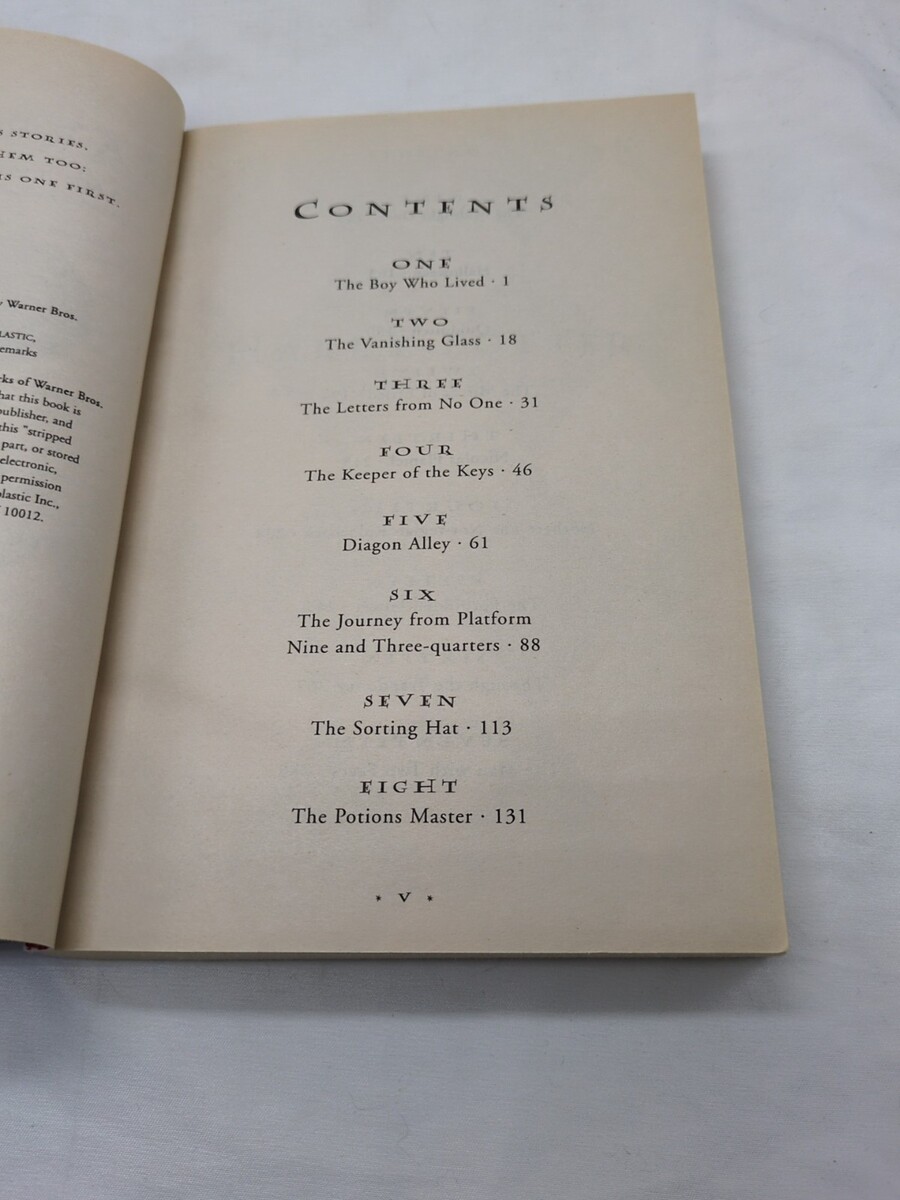 S STORIES,
HEM TOO:
IS ONE FIRST.
Warner Bros.
LASTIC,
emarks
ks of Warner Bros.
hat this book is
publisher, and
this "stripped
part, or stored
electronic,
permission
lastic Inc.,
10012.
CONTENTS
ONE
The Boy Who Lived · 1
TWO
The Vanishing Glass · 18
THREE
The Letters from No One · 31
FOUR
The Keeper of the Keys · 46
FIVE
Diagon Alley · 61
SIX
The Journey from Platform
Nine and Three-quarters · 88
SEVEN
The Sorting Hat · 113
EIGHT
The Potions Master · 131
* V *